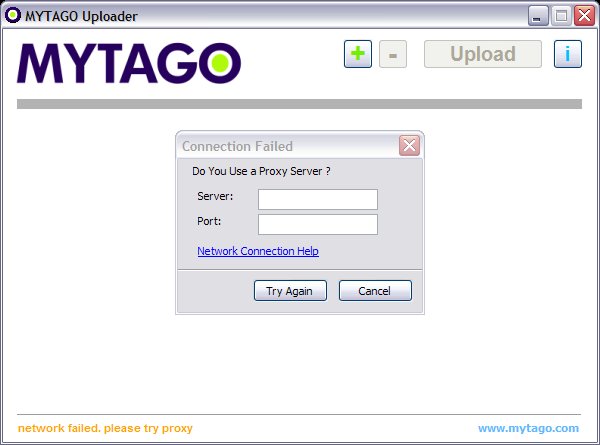 MYTAGO Uploader
MYTAGO
+ - Upload i
Connection Failed
Do You Use a Proxy Server ?
Server:
Port:
Network Connection Help
Try Again Cancel
network failed. please try proxy www.mytago.com